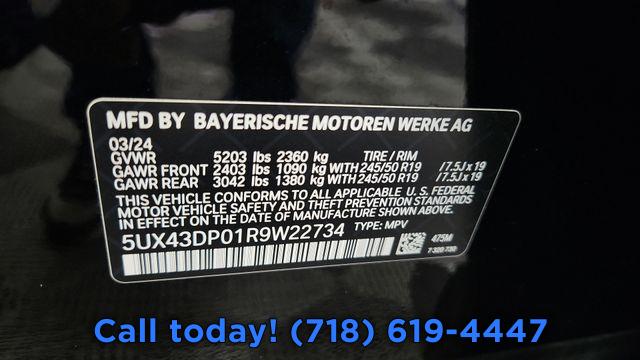 MFD BY BAYERISCHE MOTOREN WERKE AG
03/24
GVWR 5203 lbs 2360 kg TIRE / RIM
GAWR FRONT 2403 lbs 1090 kg WITH 245/50 R19 /7.5J x 19
GAWR REAR 3042 lbs 1380 kg WITH 245/50 R19 /7.5J x 19
THIS VEHICLE CONFORMS TO ALL APPLICABLE U.S. FEDERAL
MOTOR VEHICLE SAFETY AND THEFT PREVENTION STANDARDS
IN EFFECT ON THE DATE OF MANUFACTURE SHOWN ABOVE.
5UX43DP01R9W22734 TYPE: MPV
475M
Call today! (718) 619-4447